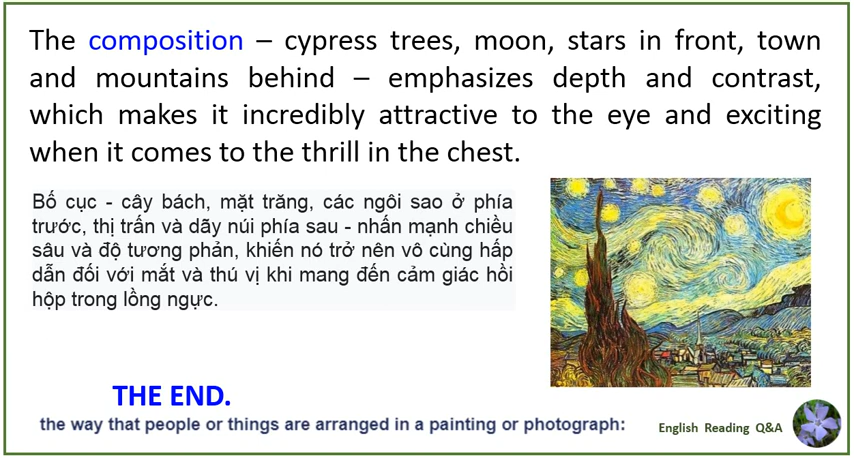 The composition – cypress trees, moon, stars in front, town
and mountains behind – emphasizes depth and contrast,
which makes it incredibly attractive to the eye and exciting
when it comes to the thrill in the chest.
Bố cục - cây bách, mặt trăng, các ngôi sao ở phía
trước, thị trấn và dãy núi phía sau - nhấn mạnh chiều
sâu và độ tương phản, khiến nó trở nên vô cùng hấp
dẫn đối với mắt và thú vị khi mang đến cảm giác hồi
hộp trong lồng ngực.
THE END.
the way that people or things are arranged in a painting or photograph:
English Reading Q&A